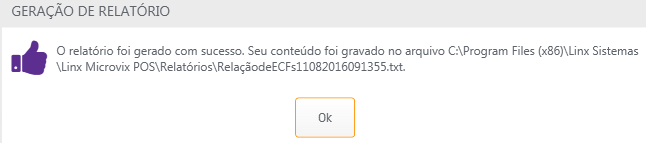 GERAÇÃO DE RELATÓRIO
O relatório foi gerado com sucesso. Seu conteúdo foi gravado no arquivo C:\Program Files (x86)\Linx Sistemas
\Linx Microvix POS\Relatórios\RelaçãodeECFs11082016091355.txt.
Ok